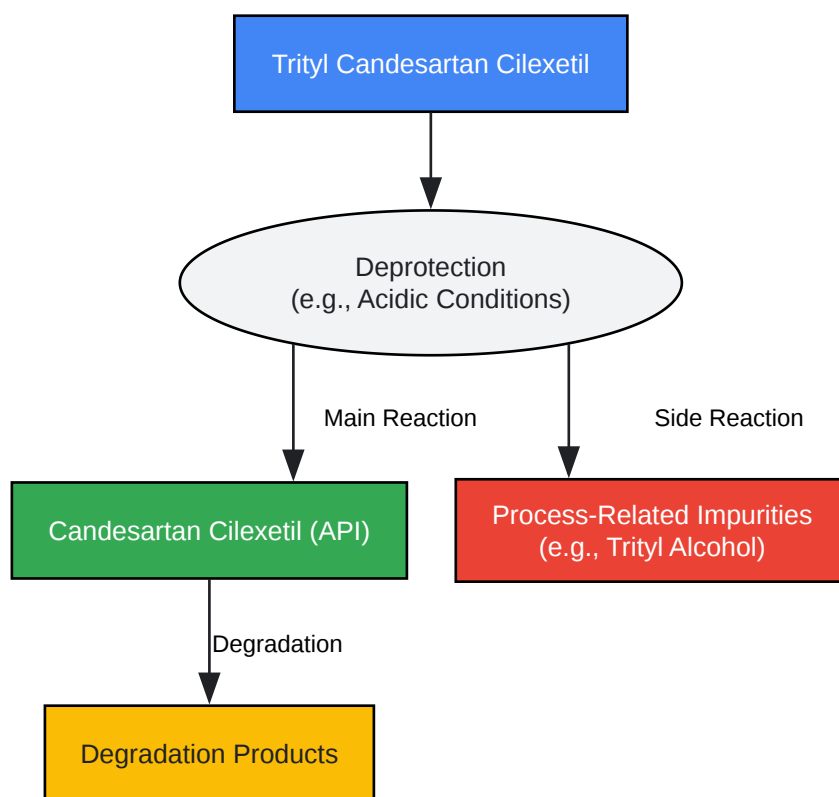 Trityl Candesartan Cilexetil
Deprotection
(e.g., Acidic Conditions)
Main Reaction
Side Reaction
Candesartan Cilexetil (API)
Process-Related Impurities
(e.g., Trityl Alcohol)
Degradation
Degradation Products